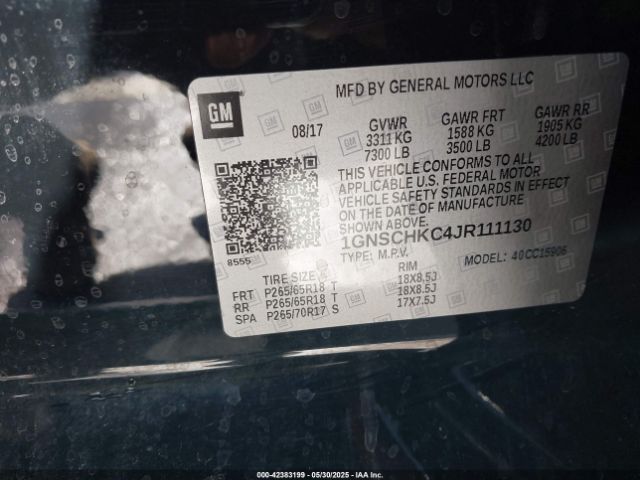 MFD BY GENERAL MOTORS LLC
GM
08/17
GVWR
3311 KG
7300 LB
GAWR FRT
1588 KG
3500 LB
GAWR RR
1905 KG
4200 LB
THIS VEHICLE CONFORMS TO ALL
APPLICABLE U.S. FEDERAL MOTOR
VEHICLE SAFETY STANDARDS IN EFFECT
ON THE DATE OF MANUFACTURE
SHOWN ABOVE.
1GNSCHKC4JR111130
TYPE: M.P.V. MODEL: 40CC15906
8555
TIRE SIZE RIM
FRT P265/65R18 T 18X8.5J
RR P265/65R18 T 18X8.5J
SPA P265/70R17 S 17X7.5J
000-42383199 - 05/30/2025 - IAA Inc.